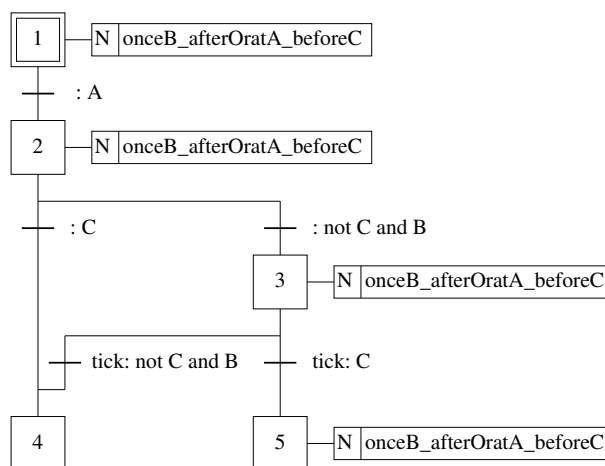 1 N onceB_afterOratA_beforeC
: A
2 N onceB_afterOratA_beforeC
: C : not C and B
3 N onceB_afterOratA_beforeC
tick: not C and B tick: C
4 5 N onceB_afterOratA_beforeC